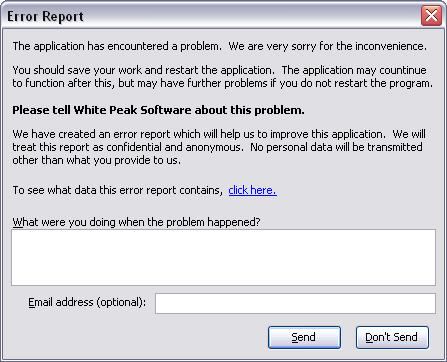 Error Report
The application has encountered a problem. We are very sorry for the inconvenience.
You should save your work and restart the application. The application may countinue
to function after this, but may have further problems if you do not restart the program.
Please tell White Peak Software about this problem.
We have created an error report which will help us to improve this application. We will
treat this report as confidential and anonymous. No personal data will be transmitted
other than what you provide to us.
To see what data this error report contains, click here.
What were you doing when the problem happened?
Email address (optional):
Send Don't Send